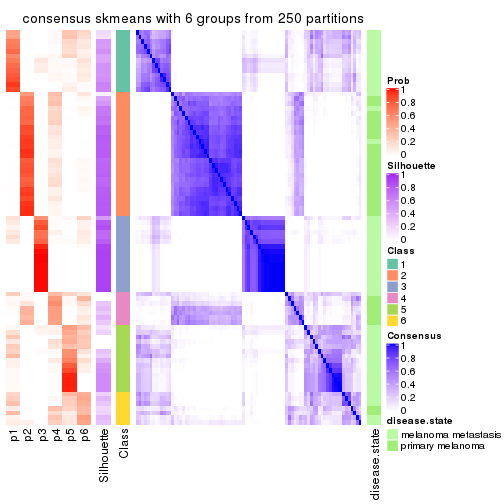 consensus skmeans with 6 groups from 250 partitions
p1
p2
p3
p4
p5
p6
Silhouette
Class
disease.state
Prob
1
0.8
0.6
0.4
0.2
0
Silhouette
1
0.8
0.6
0.4
0.2
0
Class
1
2
3
4
5
6
Consensus
1
0.8
0.6
0.4
0.2
0
disease.state
melanoma metastasis
primary melanoma